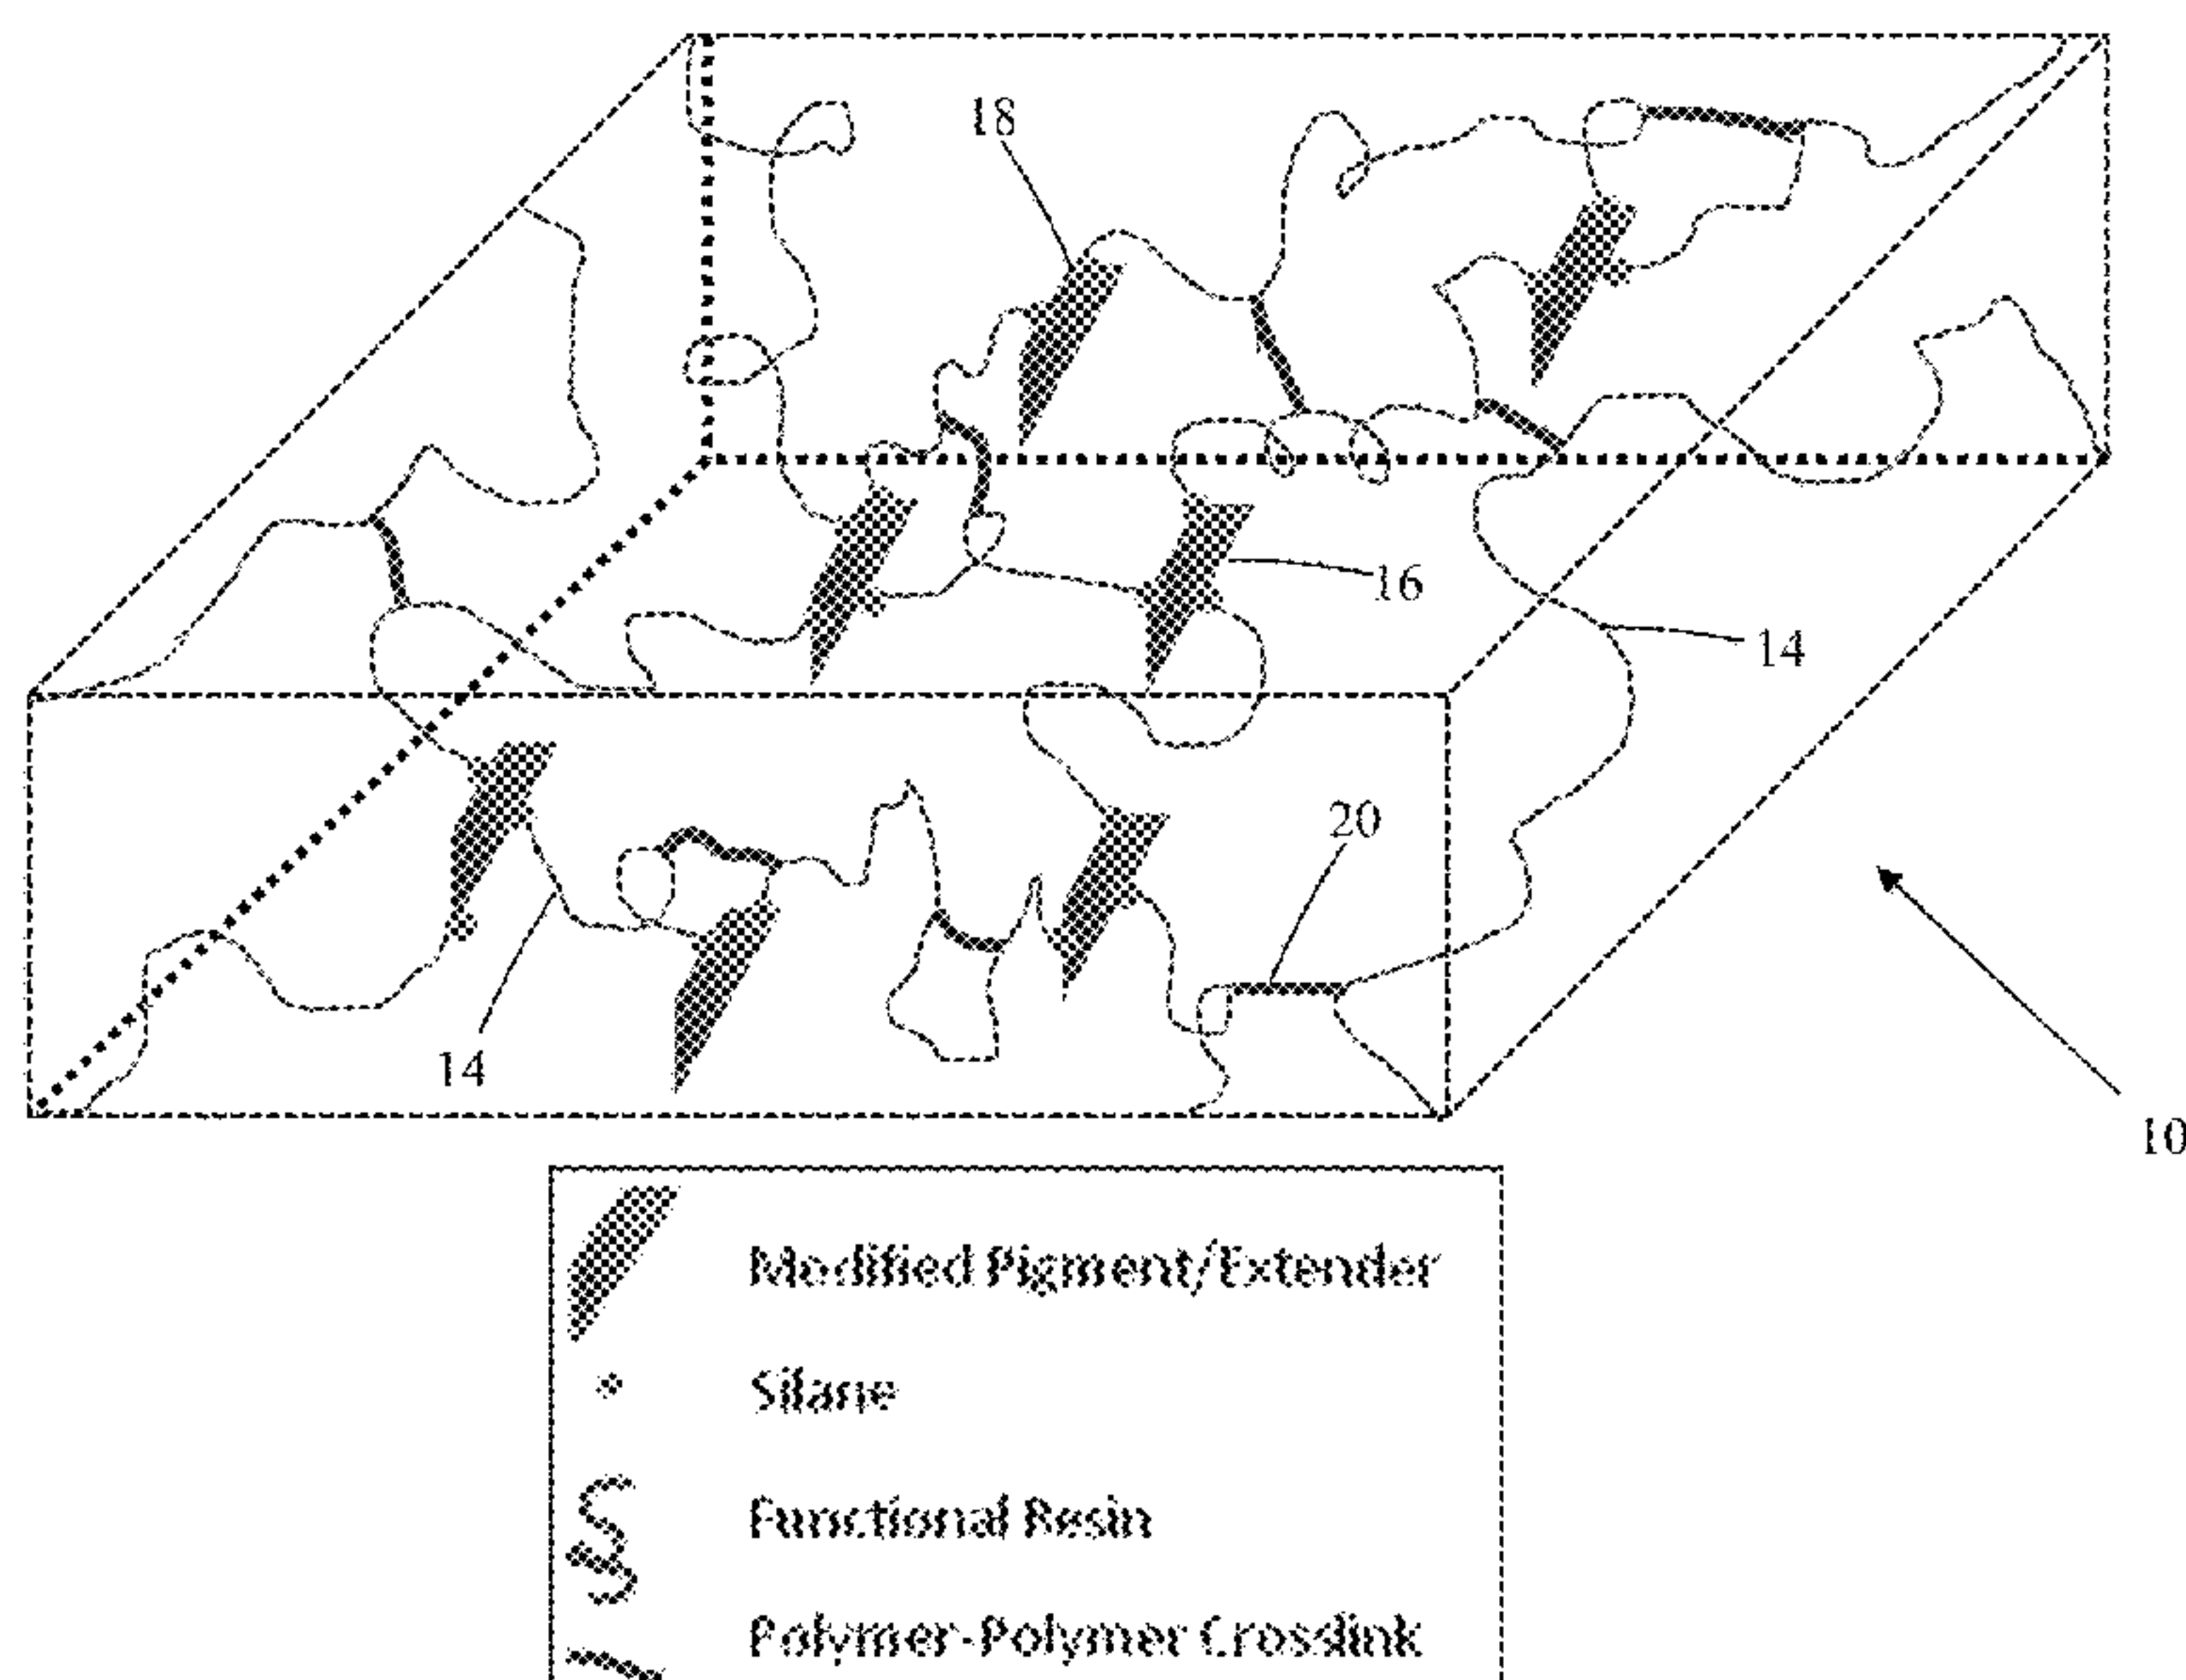 18
16
14
20
14
10
Modified Pigment/Extender
Silane
Functional Resin
Polymer-Polymer Crosslink